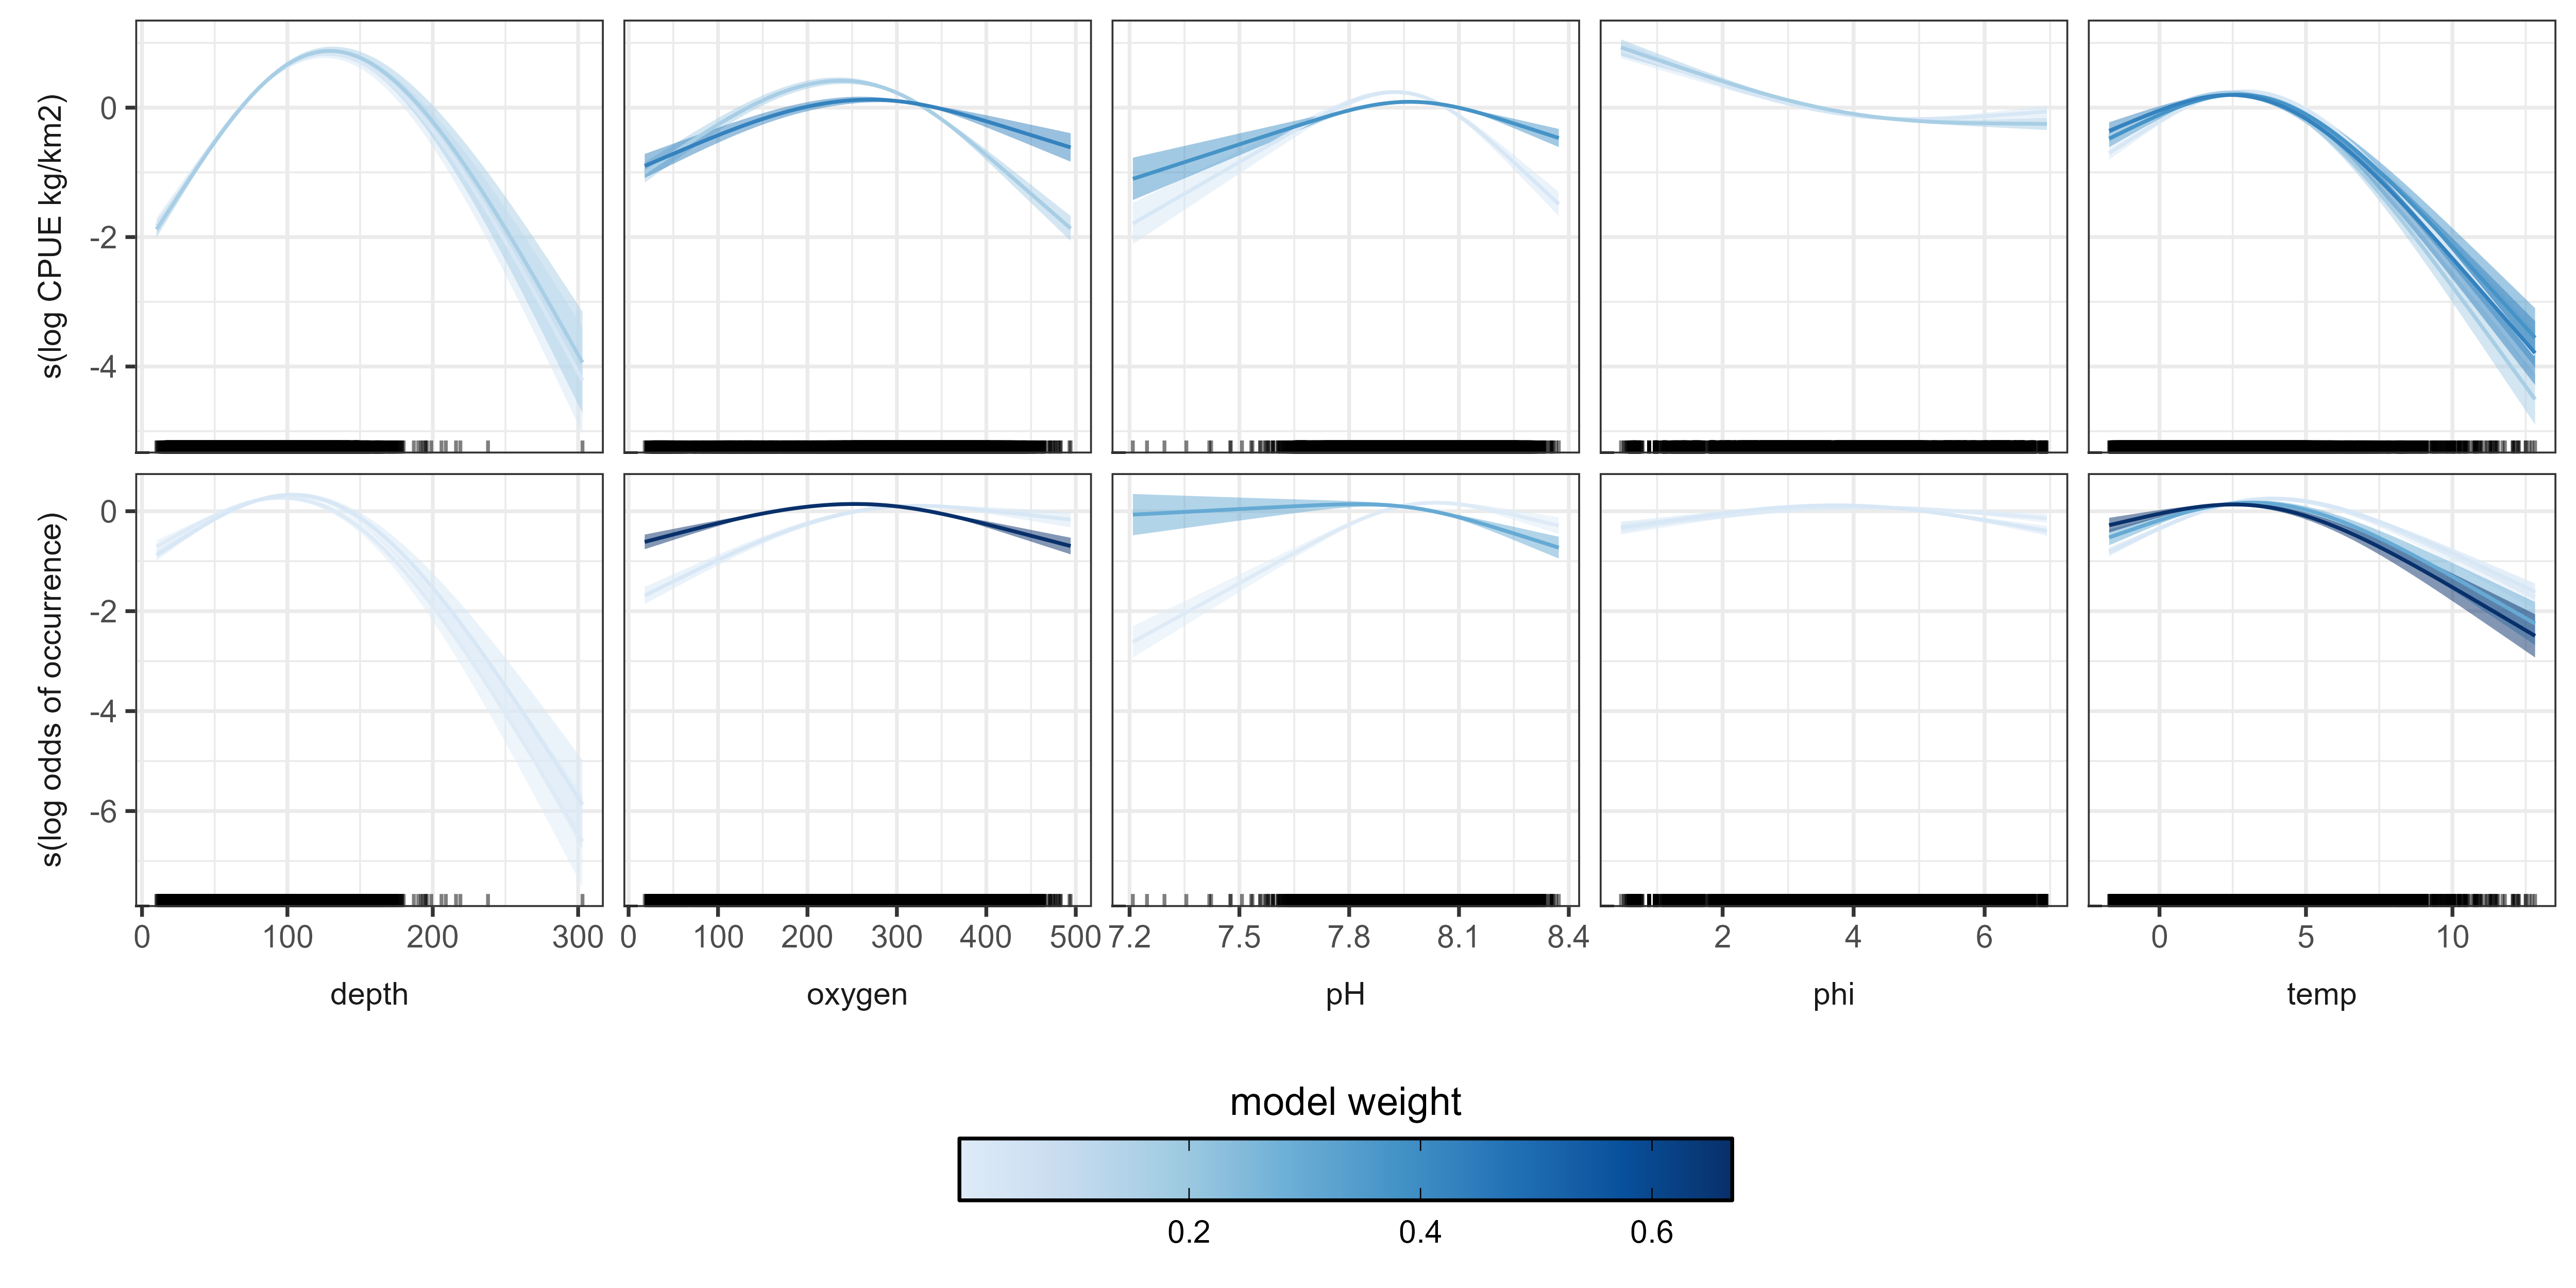 s(log CPUE kg/km2)
0
-2
-4
s(log odds of occurrence)
0
-2
-4
-6
0 100 200 300 0 100 200 300 400 500 7.2 7.5 7.8 8.1 8.4 2 4 6 0 5 10
depth oxygen pH phi temp
model weight
0.2 0.4 0.6